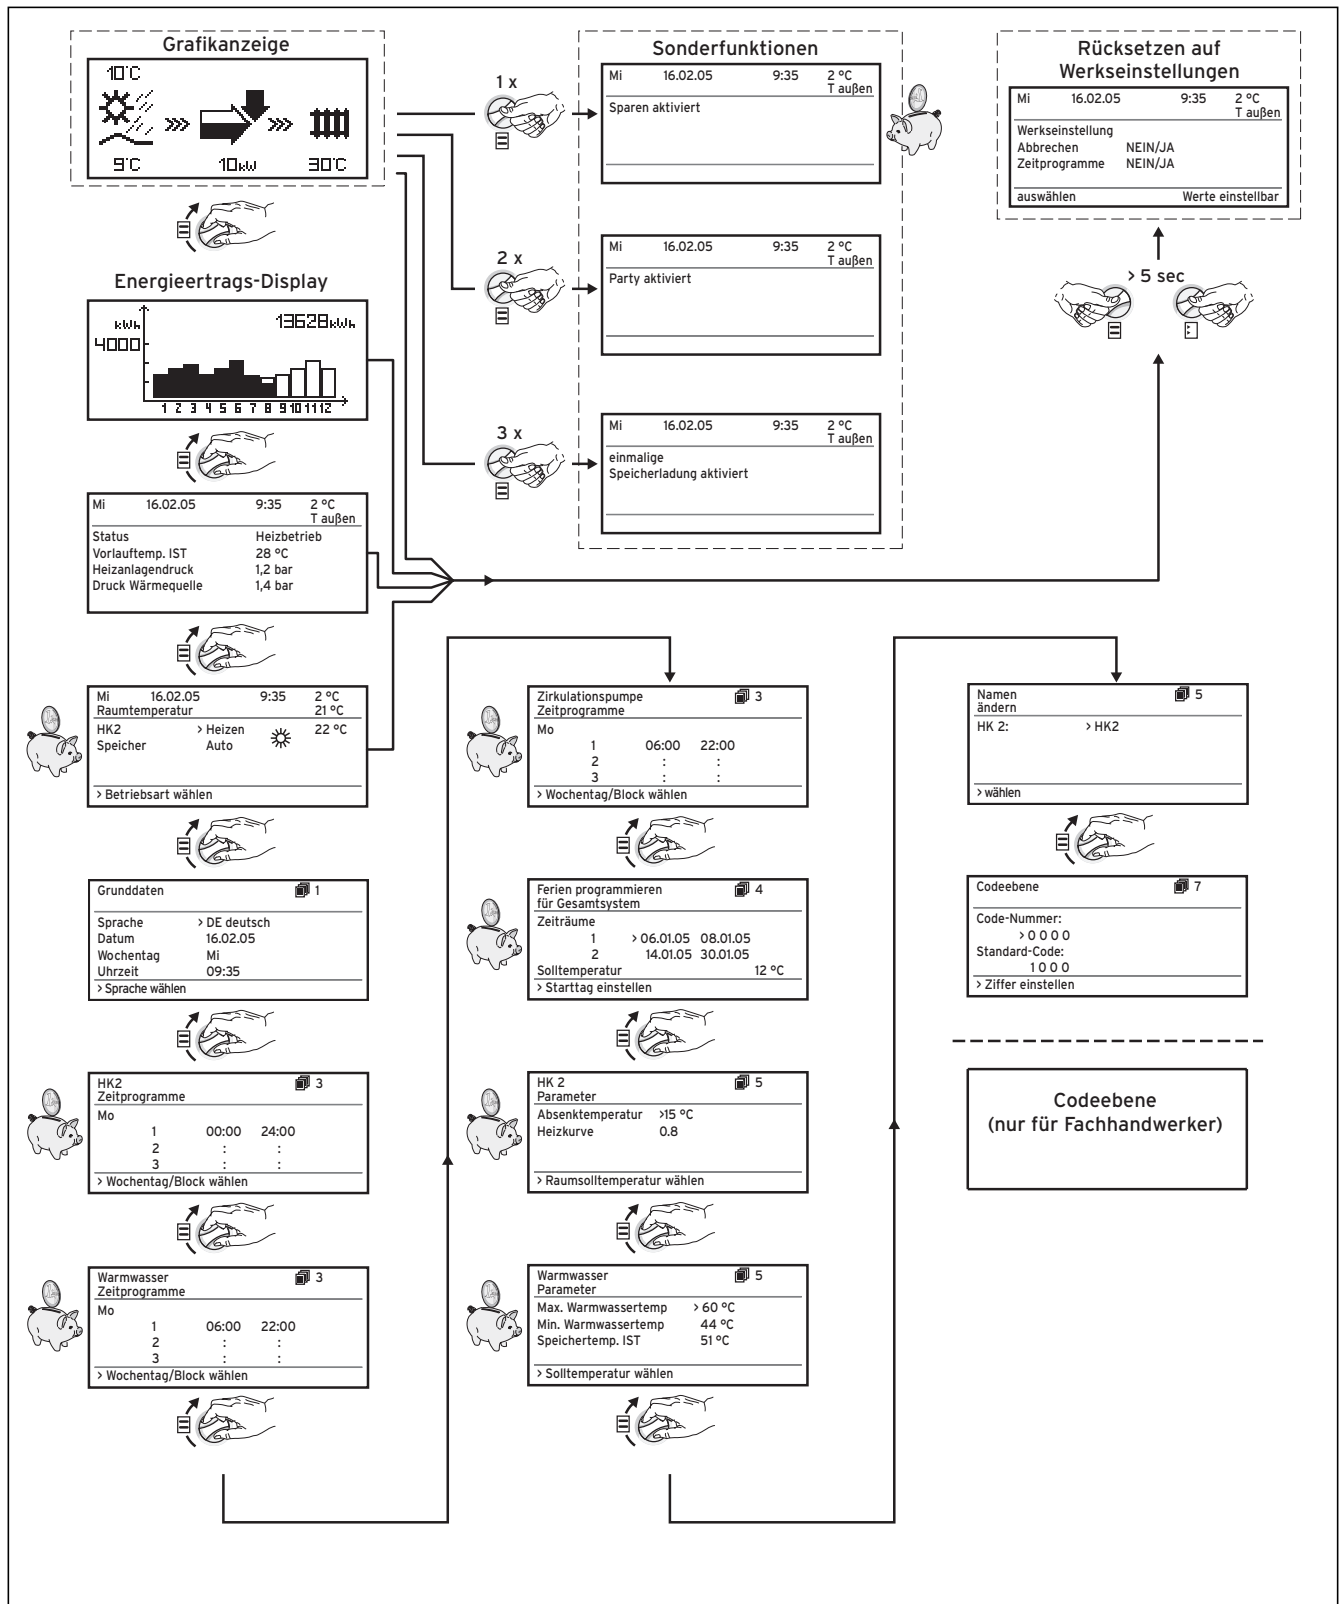 Grafikanzeige
10°C
9°C 10kW 30°C
Energieertrags-Display
kWh 13628kWh
4000
1 2 3 4 5 6 7 8 9 10 11 12
Mi 16.02.05 9:35 2 °C
T außen
Status Heizbetrieb
Vorlauftemp. IST 28 °C
Heizanlagendruck 1,2 bar
Druck Wärmequelle 1,4 bar
Mi 16.02.05 9:35 2 °C
Raumtemperatur 21 °C
HK2 > Heizen 22 °C
Speicher Auto
> Betriebsart wählen
Grunddaten 1
Sprache > DE deutsch
Datum 16.02.05
Wochentag Mi
Uhrzeit 09:35
> Sprache wählen
HK2 3
Zeitprogramme
Mo
1 00:00 24:00
2 : :
3 : :
> Wochentag/Block wählen
Warmwasser 3
Zeitprogramme
Mo
1 06:00 22:00
2 : :
3 : :
> Wochentag/Block wählen
Sonderfunktionen
1 x
Mi 16.02.05 9:35 2 °C
T außen
Sparen aktiviert
2 x
Mi 16.02.05 9:35 2 °C
T außen
Party aktiviert
3 x
Mi 16.02.05 9:35 2 °C
T außen
einmalige
Speicherladung aktiviert
Rücksetzen auf
Werkseinstellungen
Mi 16.02.05 9:35 2 °C
T außen
Werkseinstellung
Abbrechen NEIN/JA
Zeitprogramme NEIN/JA
auswählen Werte einstellbar
> 5 sec
Zirkulationspumpe 3
Zeitprogramme
Mo
1 06:00 22:00
2 : :
3 : :
> Wochentag/Block wählen
Ferien programmieren 4
für Gesamtsystem
Zeiträume
1 > 06.01.05 08.01.05
2 14.01.05 30.01.05
Solltemperatur 12 °C
> Starttag einstellen
HK 2 5
Parameter
Absenktemperatur >15 °C
Heizkurve 0.8
> Raumsolltemperatur wählen
Warmwasser 5
Parameter
Max. Warmwassertemp > 60 °C
Min. Warmwassertemp 44 °C
Speichertemp. IST 51 °C
> Solltemperatur wählen
Namen 5
ändern
HK 2: > HK2
> wählen
Codeebene 7
Code-Nummer:
> 0 0 0 0
Standard-Code:
1 0 0 0
> Ziffer einstellen
Codeebene
(nur für Fachhandwerker)